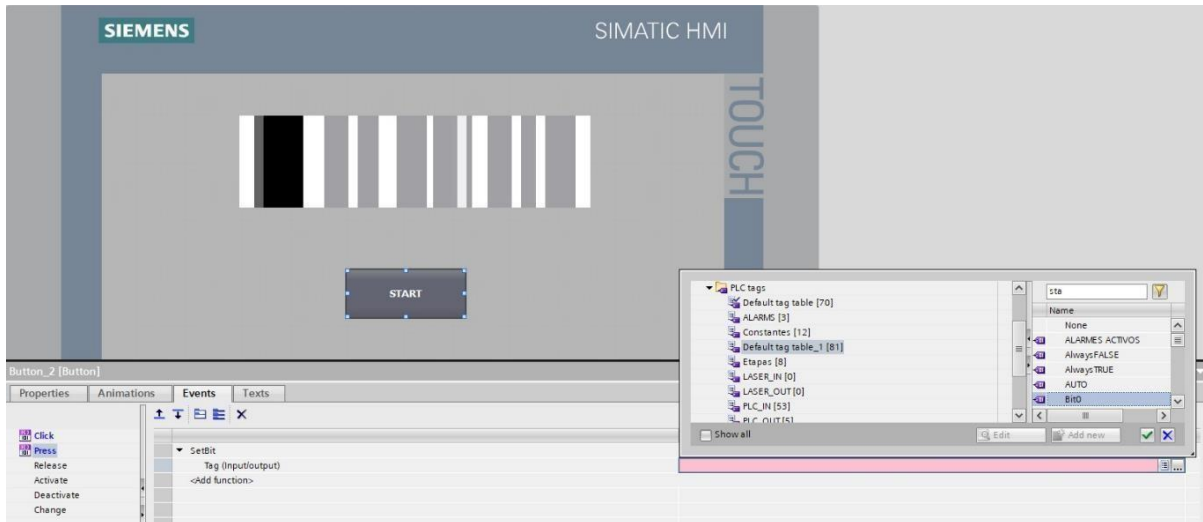 SIEMENS
SIMATIC HMI
TOUCH
START
PLC tags
Default tag table [70]
ALARMS [3]
Constantes [12]
Default tag table_1 [81]
Etapas [8]
LASER_IN [0]
LASER_OUT [0]
PLC_IN [53]
PLC_OUT [5]
Show all
sta
Name
None
ALARMES ACTIVOS
AlwaysFALSE
AlwaysTRUE
AUTO
Bit0
Edit
Add new
Button_2 [Button]
Properties
Animations
Events
Texts
Click
Press
Release
Activate
Deactivate
Change
SetBit
Tag (Input/output)
<Add function>